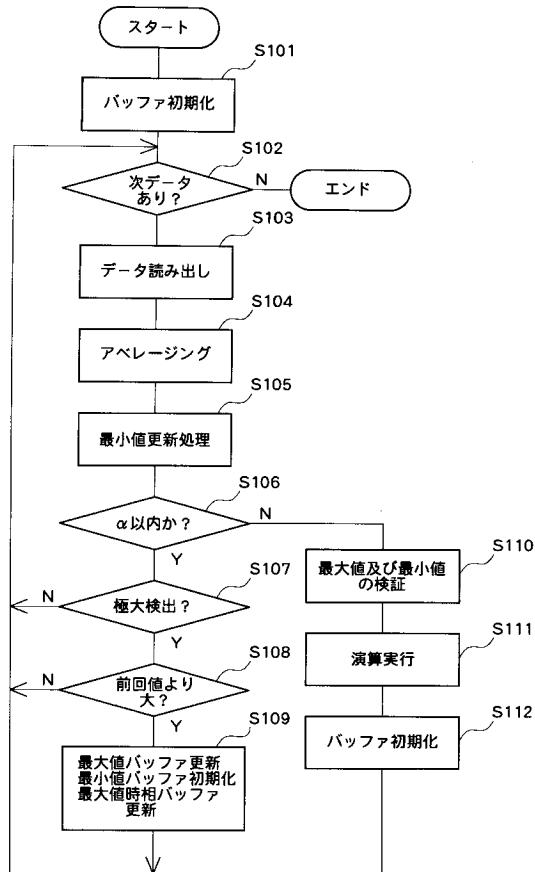 スタート
S101
バッファ初期化
S102
次データ
あり？
N
エンド
S103
データ読み出し
S104
アベレージング
S105
最小値更新処理
S106
α以内か？
N
Y
S107
極大検出？
N
Y
S108
前回値より
大？
N
Y
S109
最大値バッファ更新
最小値バッファ初期化
最大値時相バッファ
更新
S110
最大値及び最小値
の検証
S111
演算実行
S112
バッファ初期化